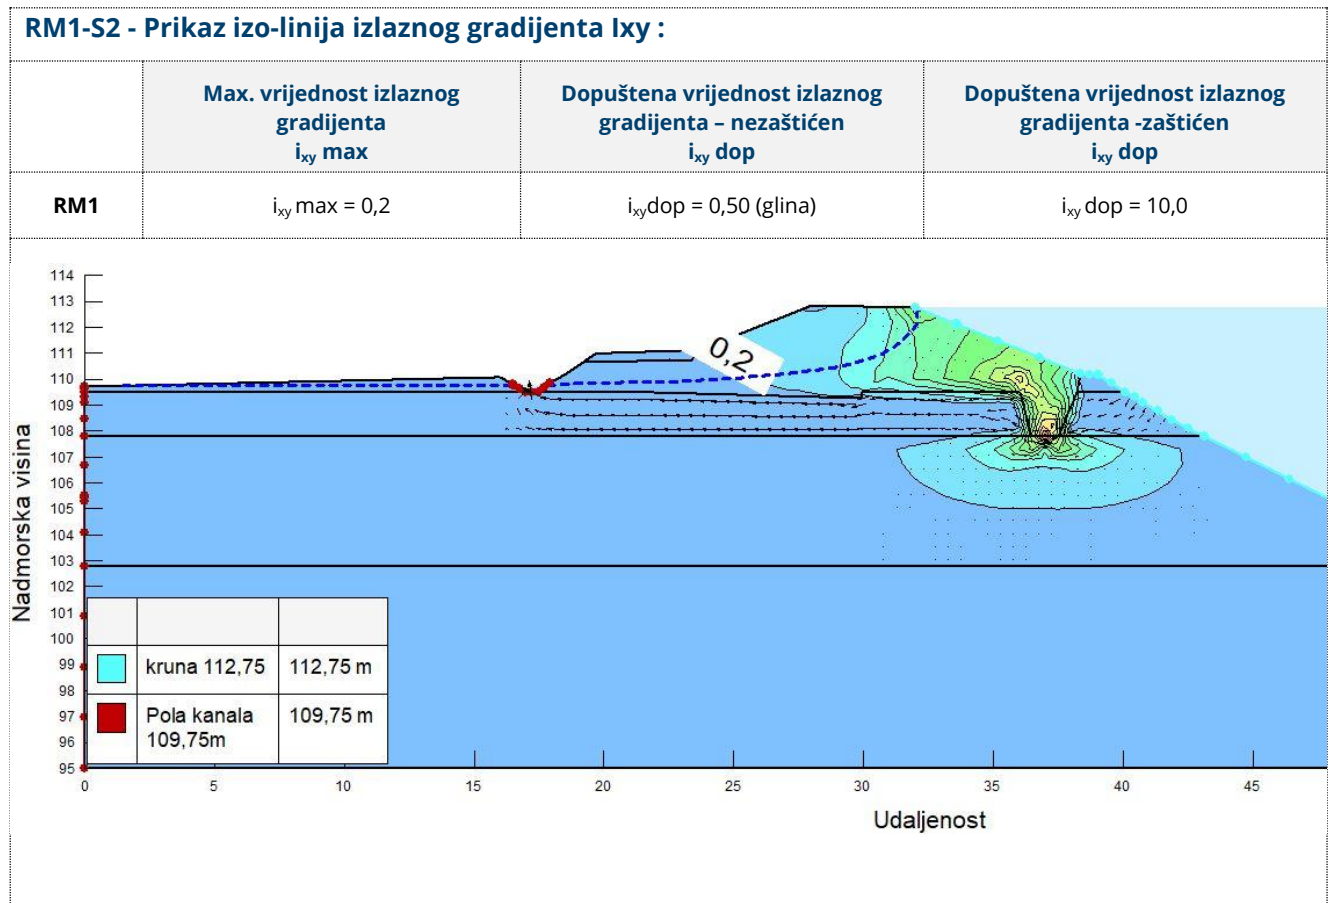 RM1-S2 - Prikaz izo-linija izlaznog gradijenta Ixy :
Max. vrijednost izlaznog
gradijenta
ixy max
Dopuštena vrijednost izlaznog
gradijenta – nezaštićen
ixy dop
Dopuštena vrijednost izlaznog
gradijenta -zaštićen
ixy dop
RM1
ixy max = 0,2
ixydop = 0,50 (glina)
ixy dop = 10,0
114
113
112
111
110
109
108
107
106
105
104
103
102
101
100
99
98
97
96
95
Nadmorska visina
0,2
kruna 112,75
112,75 m
Pola kanala
109,75m
109,75 m
0
5
10
15
20
25
30
35
40
45
Udaljenost